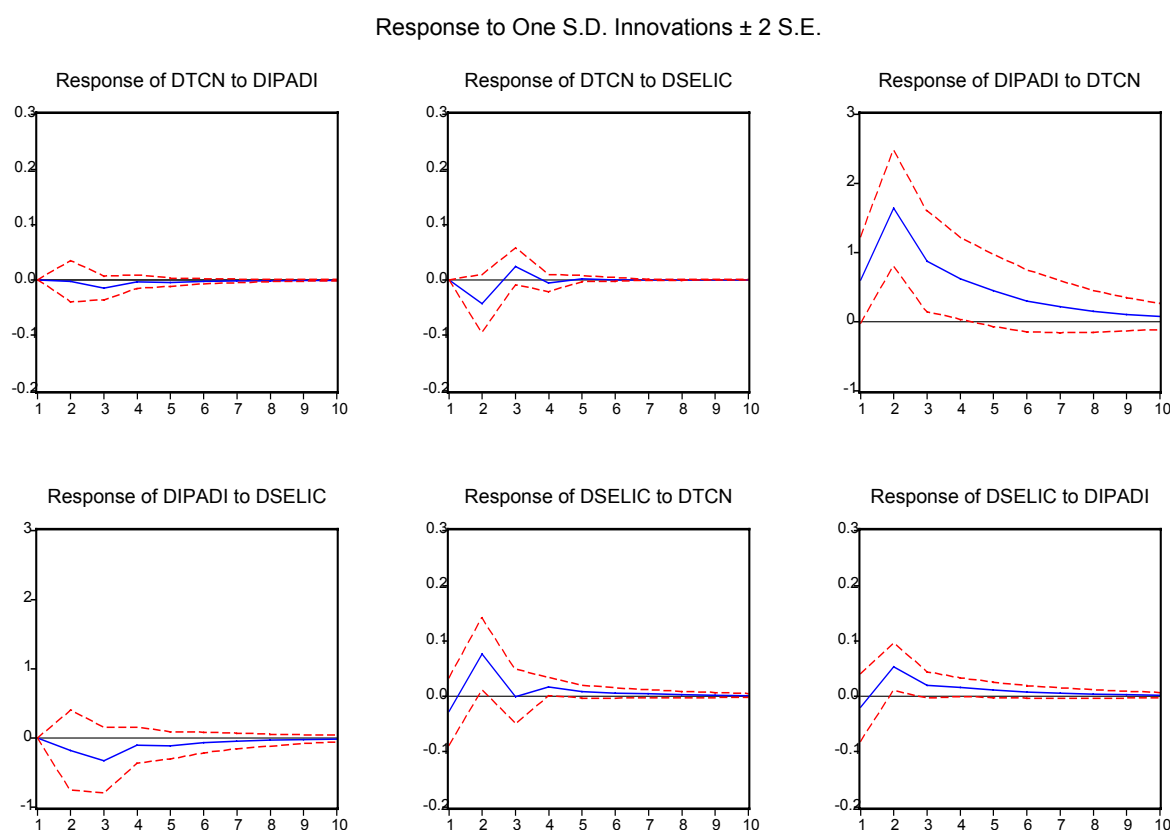 Response to One S.D. Innovations ± 2 S.E.
Response of DTCN to DIPADI
0.3
0.2
0.1
0.0
-0.1
-0.2
1 2 3 4 5 6 7 8 9 10
Response of DTCN to DSELIC
0.3
0.2
0.1
0.0
-0.1
-0.2
1 2 3 4 5 6 7 8 9 10
Response of DIPADI to DTCN
3
2
1
0
-1
1 2 3 4 5 6 7 8 9 10
Response of DIPADI to DSELIC
3
2
1
0
-1
1 2 3 4 5 6 7 8 9 10
Response of DSELIC to DTCN
0.3
0.2
0.1
0.0
-0.1
-0.2
1 2 3 4 5 6 7 8 9 10
Response of DSELIC to DIPADI
0.3
0.2
0.1
0.0
-0.1
-0.2
1 2 3 4 5 6 7 8 9 10